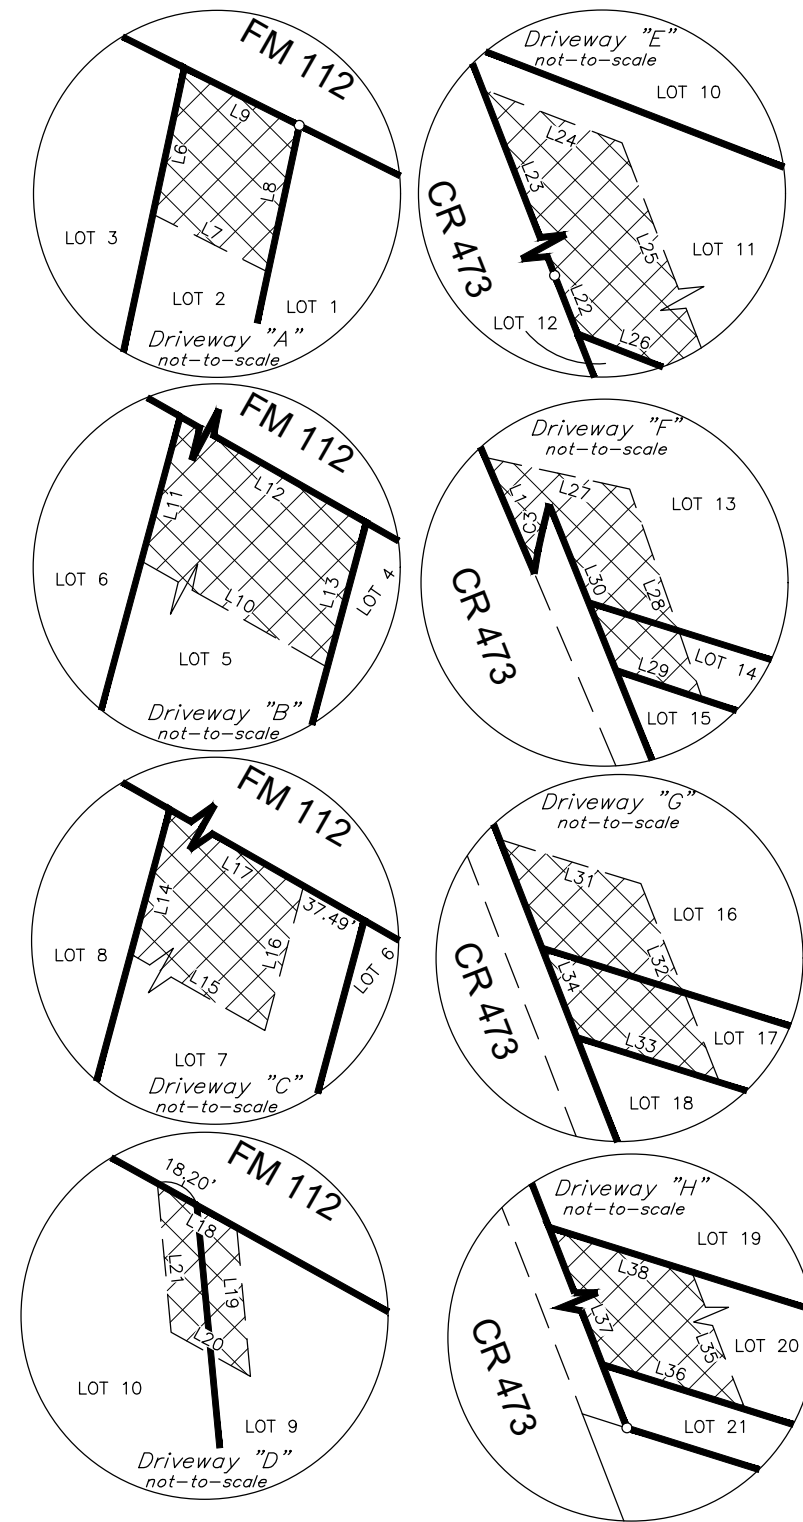 FM 112
L9
L6
L8
L7
LOT 3
LOT 2
LOT 1
Driveway "A"
not-to-scale
FM 112
L12
L11
L13
L10
LOT 6
LOT 4
LOT 5
Driveway "B"
not-to-scale
FM 112
L17
37.49'
L14
L16
L15
LOT 8
LOT 6
LOT 7
Driveway "C"
not-to-scale
FM 112
18.20'
L18
L21
L19
L20
LOT 10
LOT 9
Driveway "D"
not-to-scale
Driveway "E"
not-to-scale
LOT 10
L24
L23
CR 473
L25
LOT 11
L22
LOT 12
L26
Driveway "F"
not-to-scale
L27
LOT 13
L1
C3
CR 473
L30
L28
L29
LOT 14
LOT 15
Driveway "G"
not-to-scale
L31
LOT 16
CR 473
L32
L34
L33
LOT 17
LOT 18
Driveway "H"
not-to-scale
LOT 19
L38
CR 473
L37
L35
LOT 20
L36
LOT 21